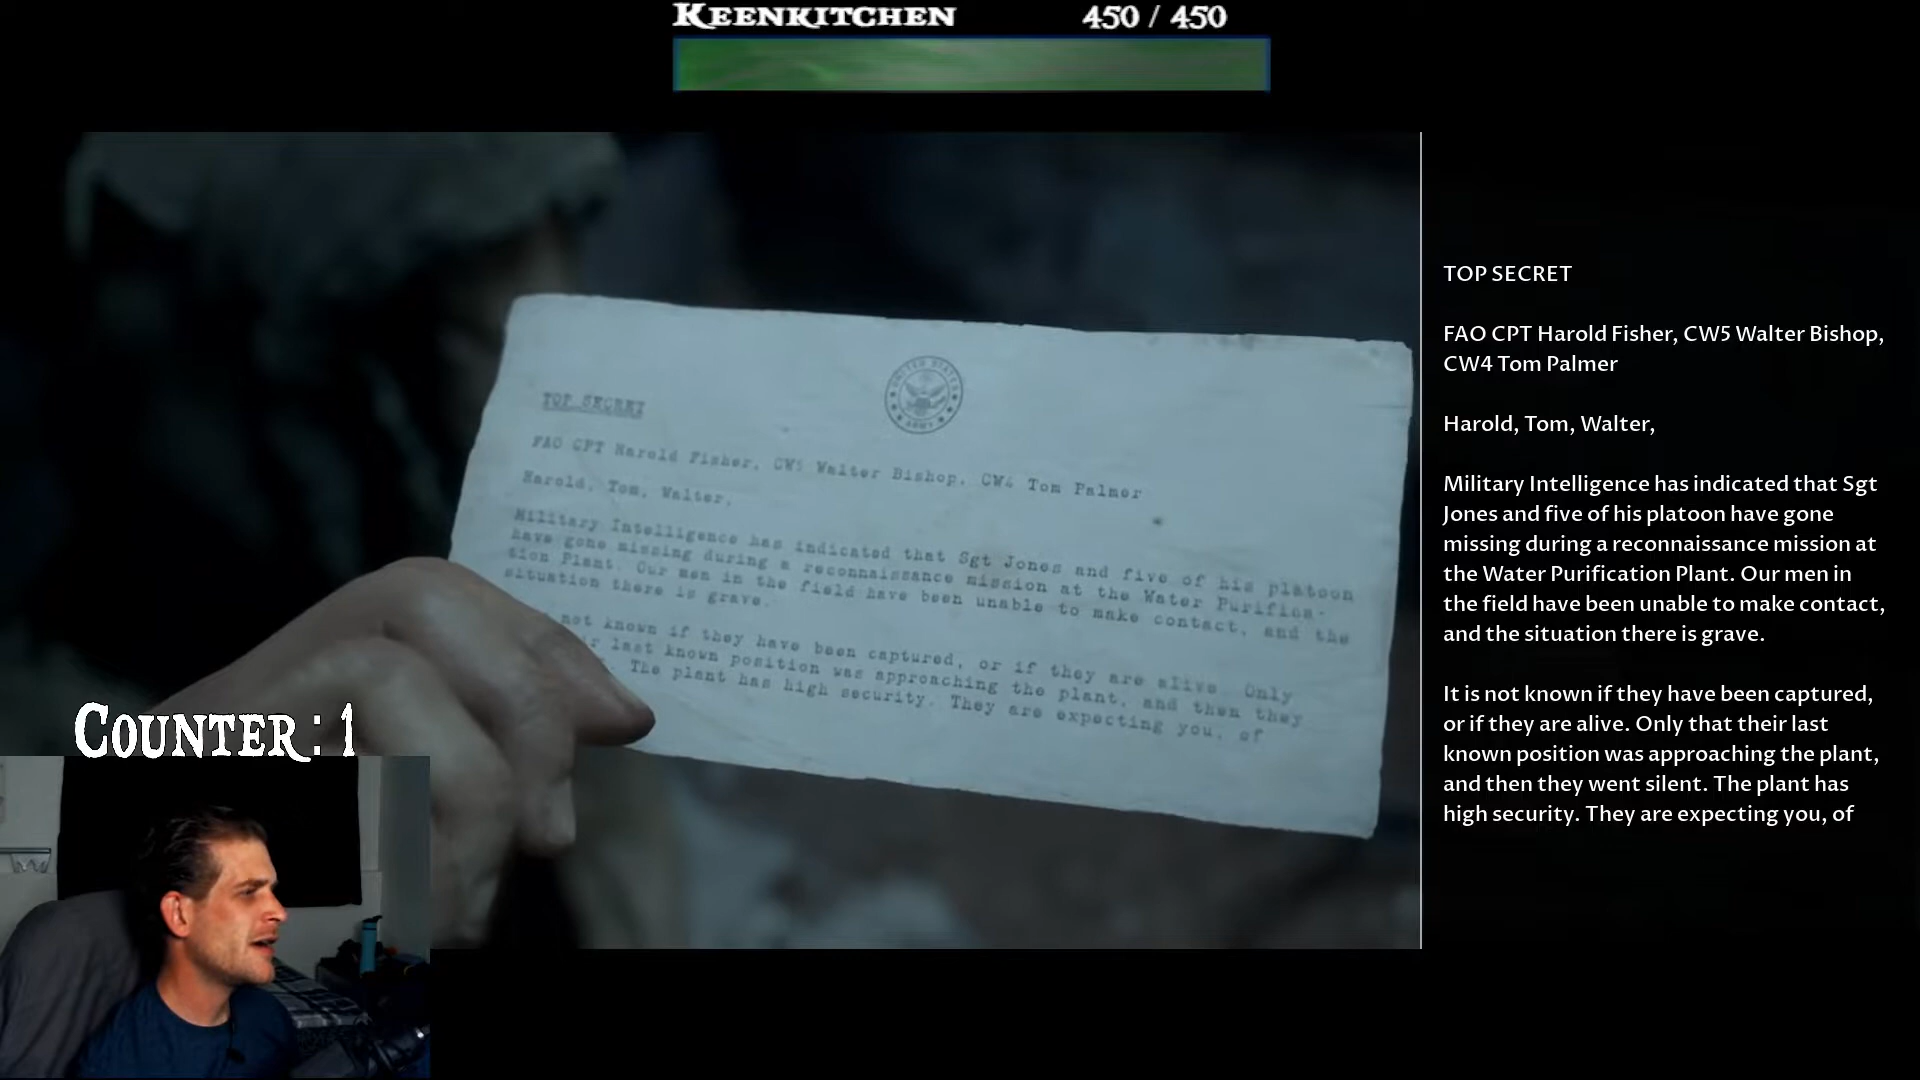 KEENKITCHEN 450 / 450
UNITED STATES
ARMY
TOP SECRET
FAO CPT Harold Fisher, CW5 Walter Bishop, CW4 Tom Palmer
Harold, Tom, Walter,
Military Intelligence has indicated that Sgt Jones and five of his platoon
have gone missing during a reconnaissance mission at the Water Purifica-
tion Plant. Our men in the field have been unable to make contact, and the
situation there is grave.
not known if they have been captured, or if they are alive. Only
last known position was approaching the plant, and then they
The plant has high security. They are expecting you, of
TOP SECRET
FAO CPT Harold Fisher, CW5 Walter Bishop,
CW4 Tom Palmer
Harold, Tom, Walter,
Military Intelligence has indicated that Sgt
Jones and five of his platoon have gone
missing during a reconnaissance mission at
the Water Purification Plant. Our men in
the field have been unable to make contact,
and the situation there is grave.
It is not known if they have been captured,
or if they are alive. Only that their last
known position was approaching the plant,
and then they went silent. The plant has
high security. They are expecting you, of
COUNTER: 1